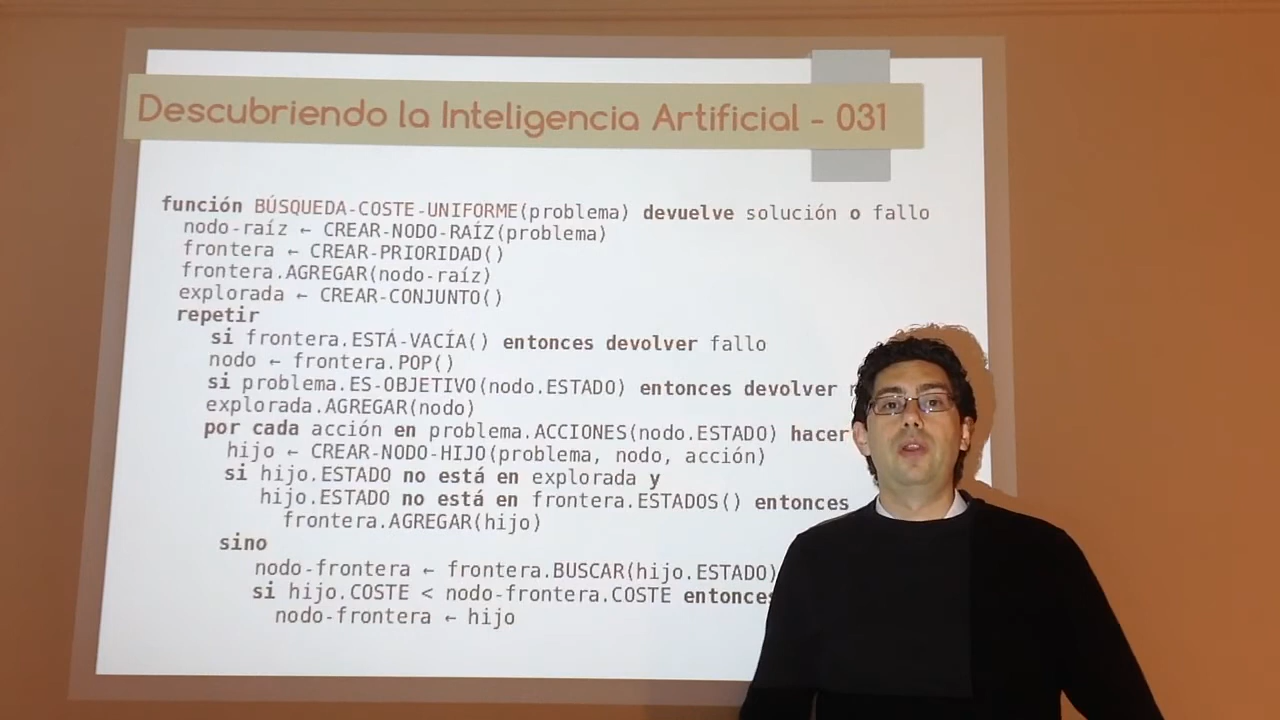 Descubriendo la Inteligencia Artificial - 031
función BÚSQUEDA-COSTE-UNIFORME(problema) devuelve solución o fallo
nodo-raíz ← CREAR-NODO-RAÍZ(problema)
frontera ← CREAR-PRIORIDAD()
frontera.AGREGAR(nodo-raíz)
explorada ← CREAR-CONJUNTO()
repetir
si frontera.ESTÁ-VACÍA() entonces devolver fallo
nodo ← frontera.POP()
si problema.ES-OBJETIVO(nodo.ESTADO) entonces devolver
explorada.AGREGAR(nodo)
por cada acción en problema.ACCIONES(nodo.ESTADO) hacer
hijo ← CREAR-NODO-HIJO(problema, nodo, acción)
si hijo.ESTADO no está en explorada y
hijo.ESTADO no está en frontera.ESTADOS() entonces
frontera.AGREGAR(hijo)
sino
nodo-frontera ← frontera.BUSCAR(hijo.ESTADO)
si hijo.COSTE < nodo-frontera.COSTE entonces
nodo-frontera ← hijo